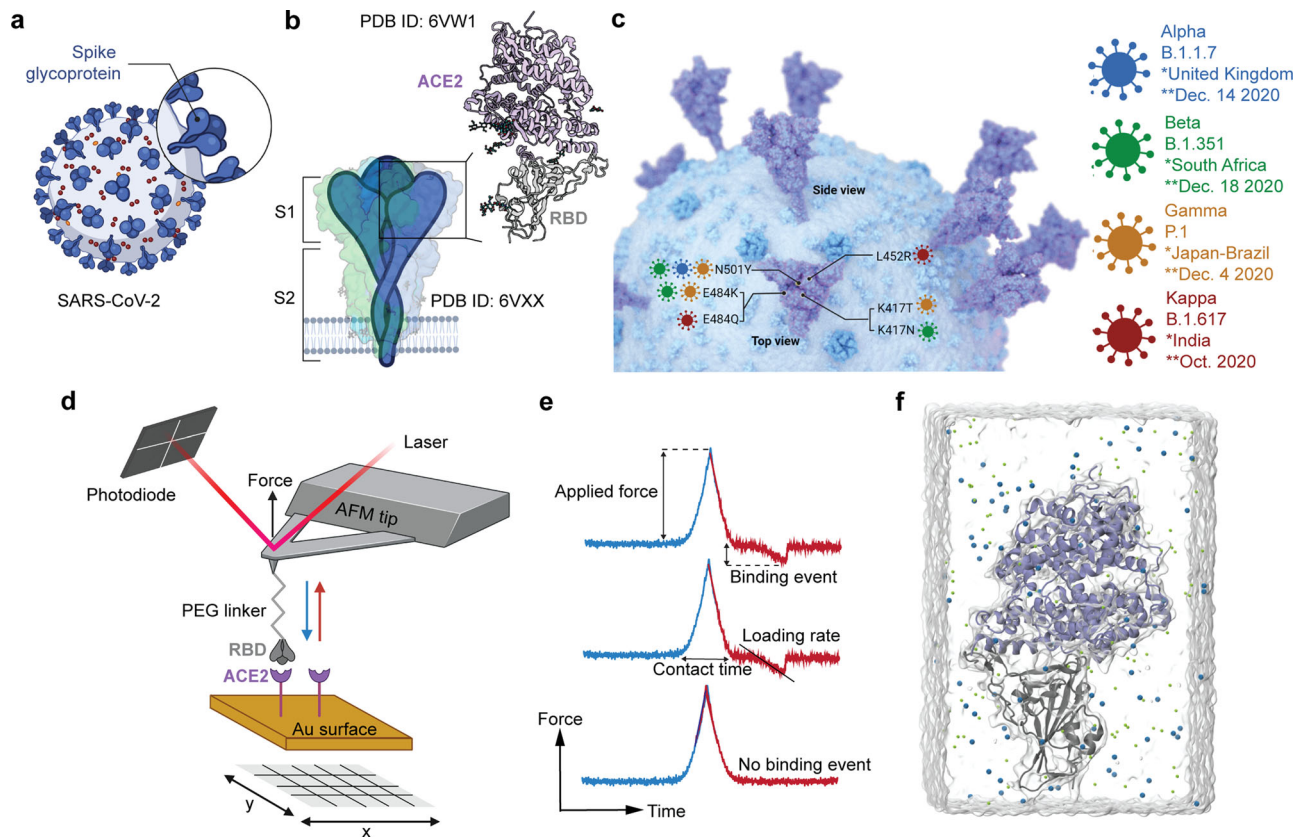 a
Spike
glycoprotein
SARS-CoV-2
b
PDB ID: 6VW1
ACE2
RBD
S1
S2
PDB ID: 6VXX
c
Side view
L452R
N501Y
E484K
E484Q
K417T
K417N
Top view
Alpha
B.1.1.7
*United Kingdom
**Dec. 14 2020
Beta
B.1.351
*South Africa
**Dec. 18 2020
Gamma
P.1
*Japan-Brazil
**Dec. 4 2020
Kappa
B.1.617
*India
**Oct. 2020
d
Laser
Photodiode
Force
AFM tip
PEG linker
RBD
ACE2
Au surface
y
x
e
Applied force
Binding event
Loading rate
Contact time
Force
No binding event
Time
f